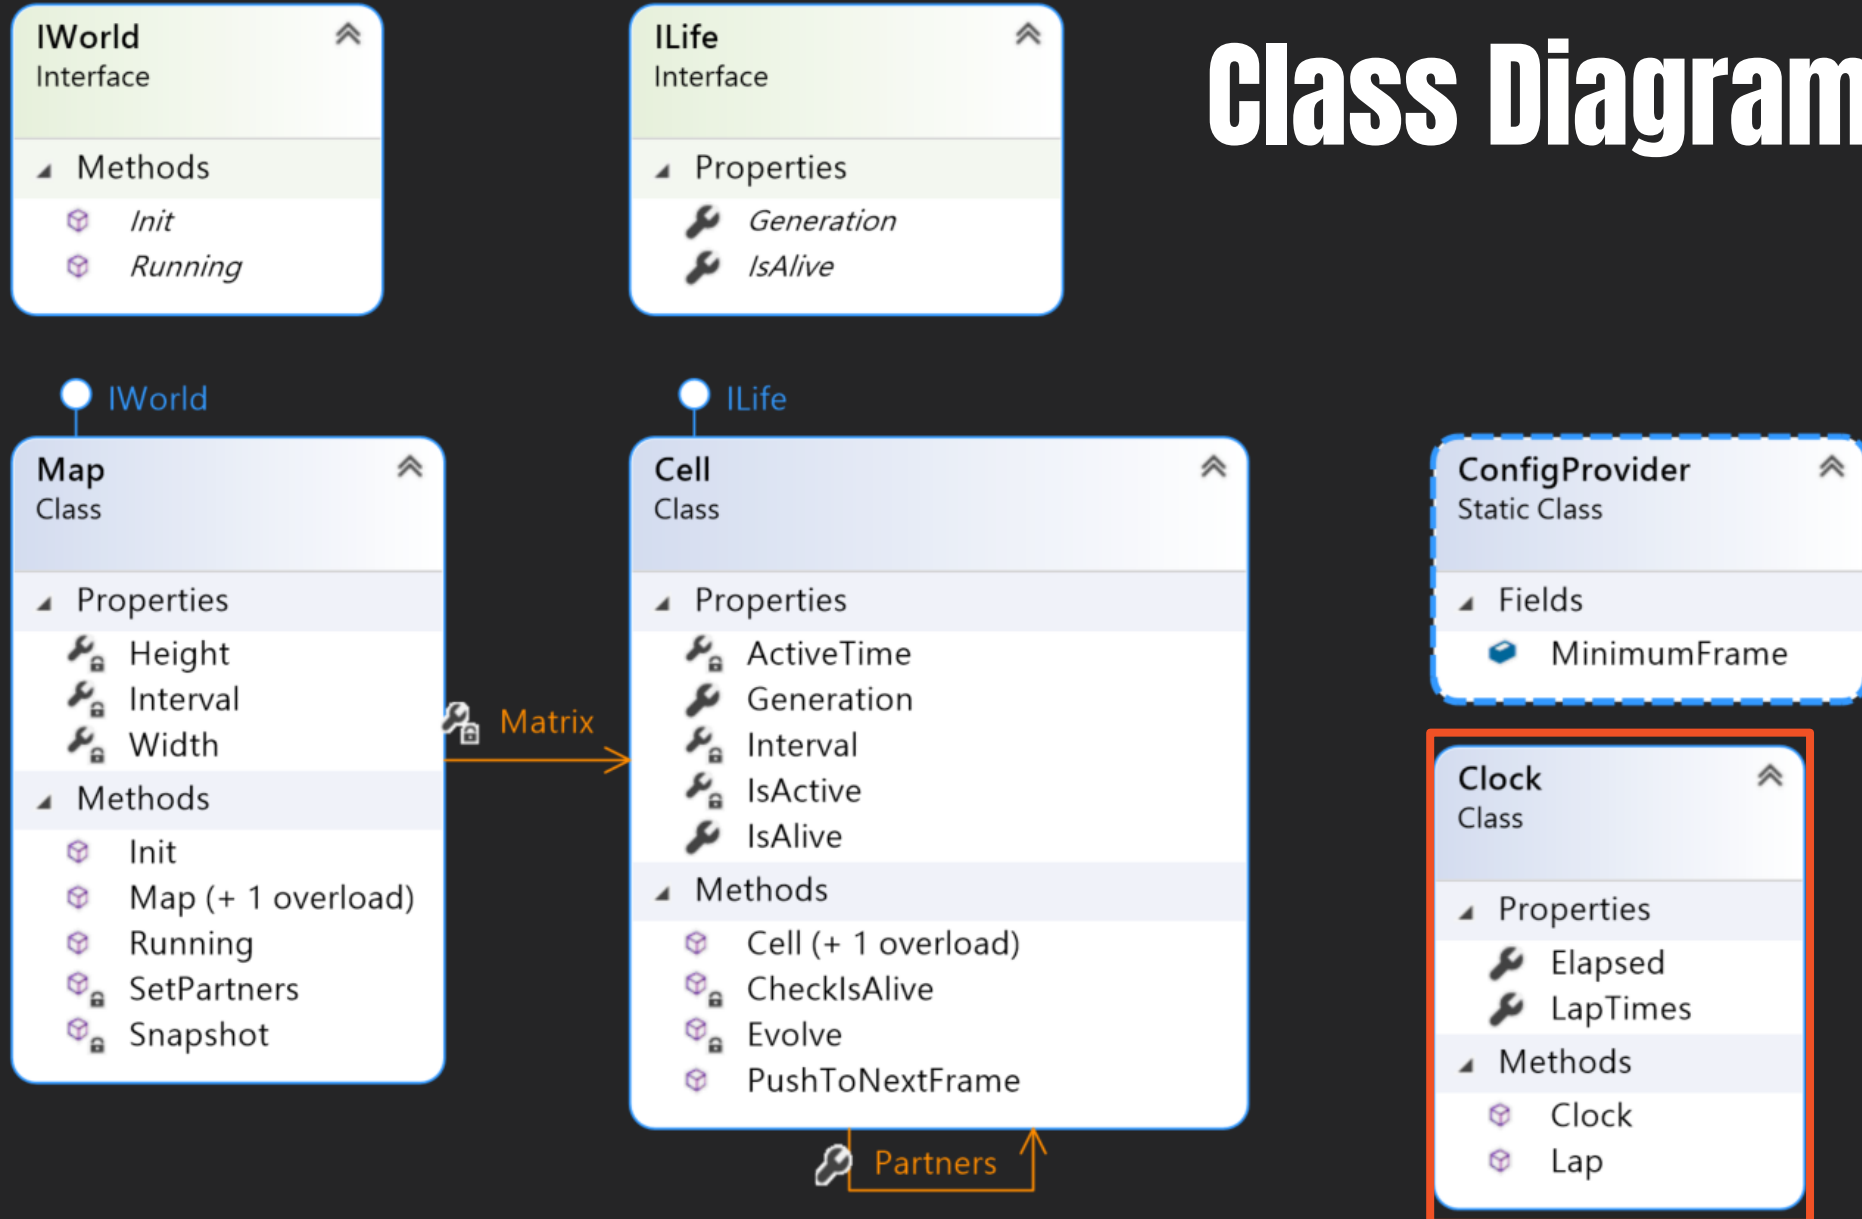 Class Diagram
IWorld
Interface
Methods
Init
Running
ILife
Interface
Properties
Generation
IsAlive
IWorld
Map
Class
Properties
Height
Interval
Width
Methods
Init
Map (+ 1 overload)
Running
SetPartners
Snapshot
Matrix
ILife
Cell
Class
Properties
ActiveTime
Generation
Interval
IsActive
IsAlive
Methods
Cell (+ 1 overload)
CheckIsAlive
Evolve
PushToNextFrame
Partners
ConfigProvider
Static Class
Fields
MinimumFrame
Clock
Class
Properties
Elapsed
LapTimes
Methods
Clock
Lap